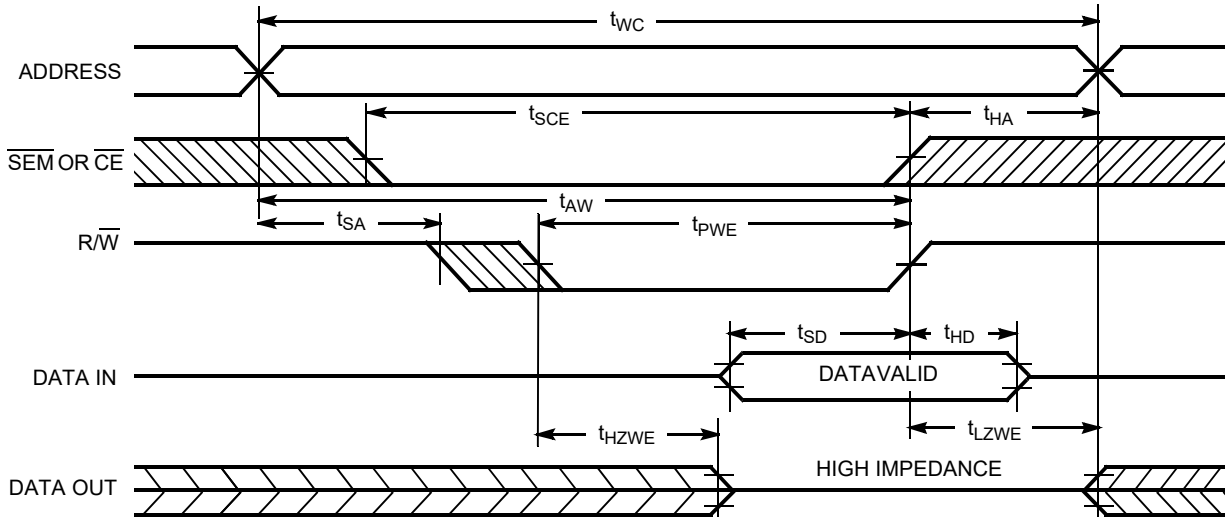 tWC
ADDRESS
tSCE
tHA
SEM OR CE
tAW
tSA
tPWE
R/W
tSD
tHD
DATA IN
DATAVALID
tHZWE
tLZWE
HIGH IMPEDANCE
DATA OUT